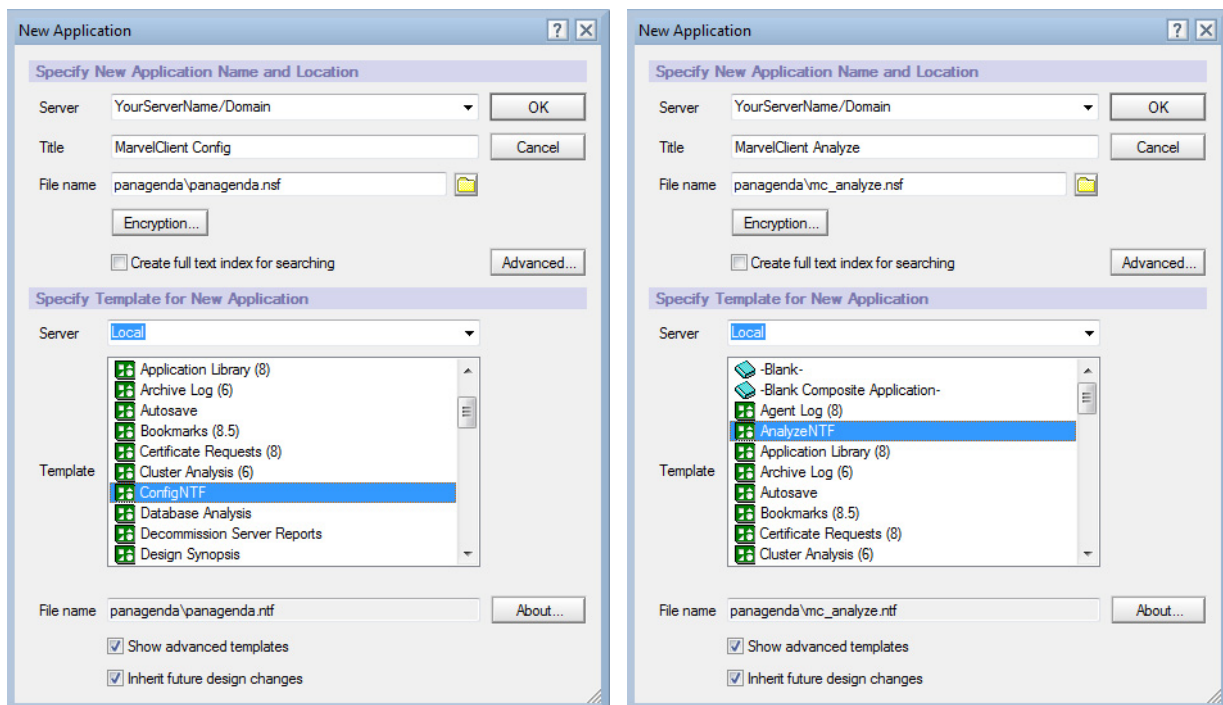 New Application
Specify New Application Name and Location
Server YourServerName/Domain OK
Title MarvelClient Config Cancel
File name panagenda\panagenda.nsf
Encryption...
Create full text index for searching Advanced...
Specify Template for New Application
Server Local
Template
Application Library (8)
Archive Log (6)
Autosave
Bookmarks (8.5)
Certificate Requests (8)
Cluster Analysis (6)
ConfigNTF
Database Analysis
Decommission Server Reports
Design Synopsis
File name panagenda\panagenda.ntf About...
Show advanced templates
Inherit future design changes
New Application
Specify New Application Name and Location
Server YourServerName/Domain OK
Title MarvelClient Analyze Cancel
File name panagenda\mc_analyze.nsf
Encryption...
Create full text index for searching Advanced...
Specify Template for New Application
Server Local
Template
-Blank-
-Blank Composite Application-
Agent Log (8)
AnalyzeNTF
Application Library (8)
Archive Log (6)
Autosave
Bookmarks (8.5)
Certificate Requests (8)
Cluster Analysis (6)
File name panagenda\mc_analyze.ntf About...
Show advanced templates
Inherit future design changes